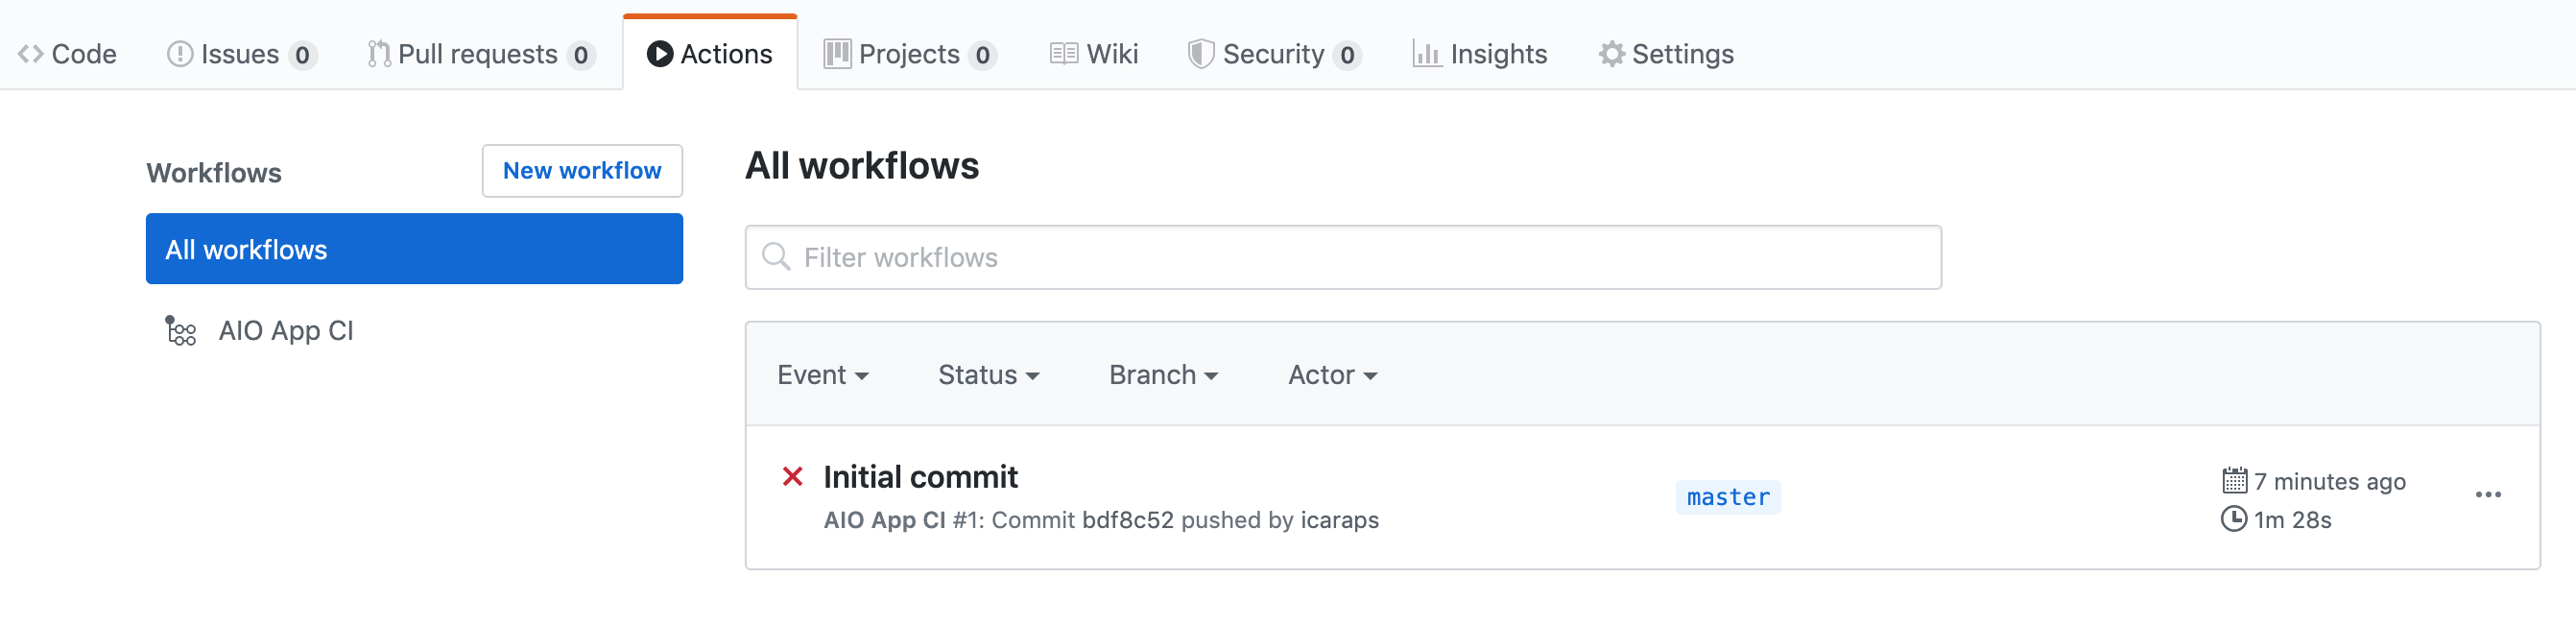 Code Issues 0 Pull requests 0 Actions Projects 0 Wiki Security 0 Insights Settings
Workflows
New workflow
All workflows
AIO App CI
All workflows
Filter workflows
Event Status Branch Actor
Initial commit
AIO App CI #1: Commit bdf8c52 pushed by icaraps
master
7 minutes ago
1m 28s